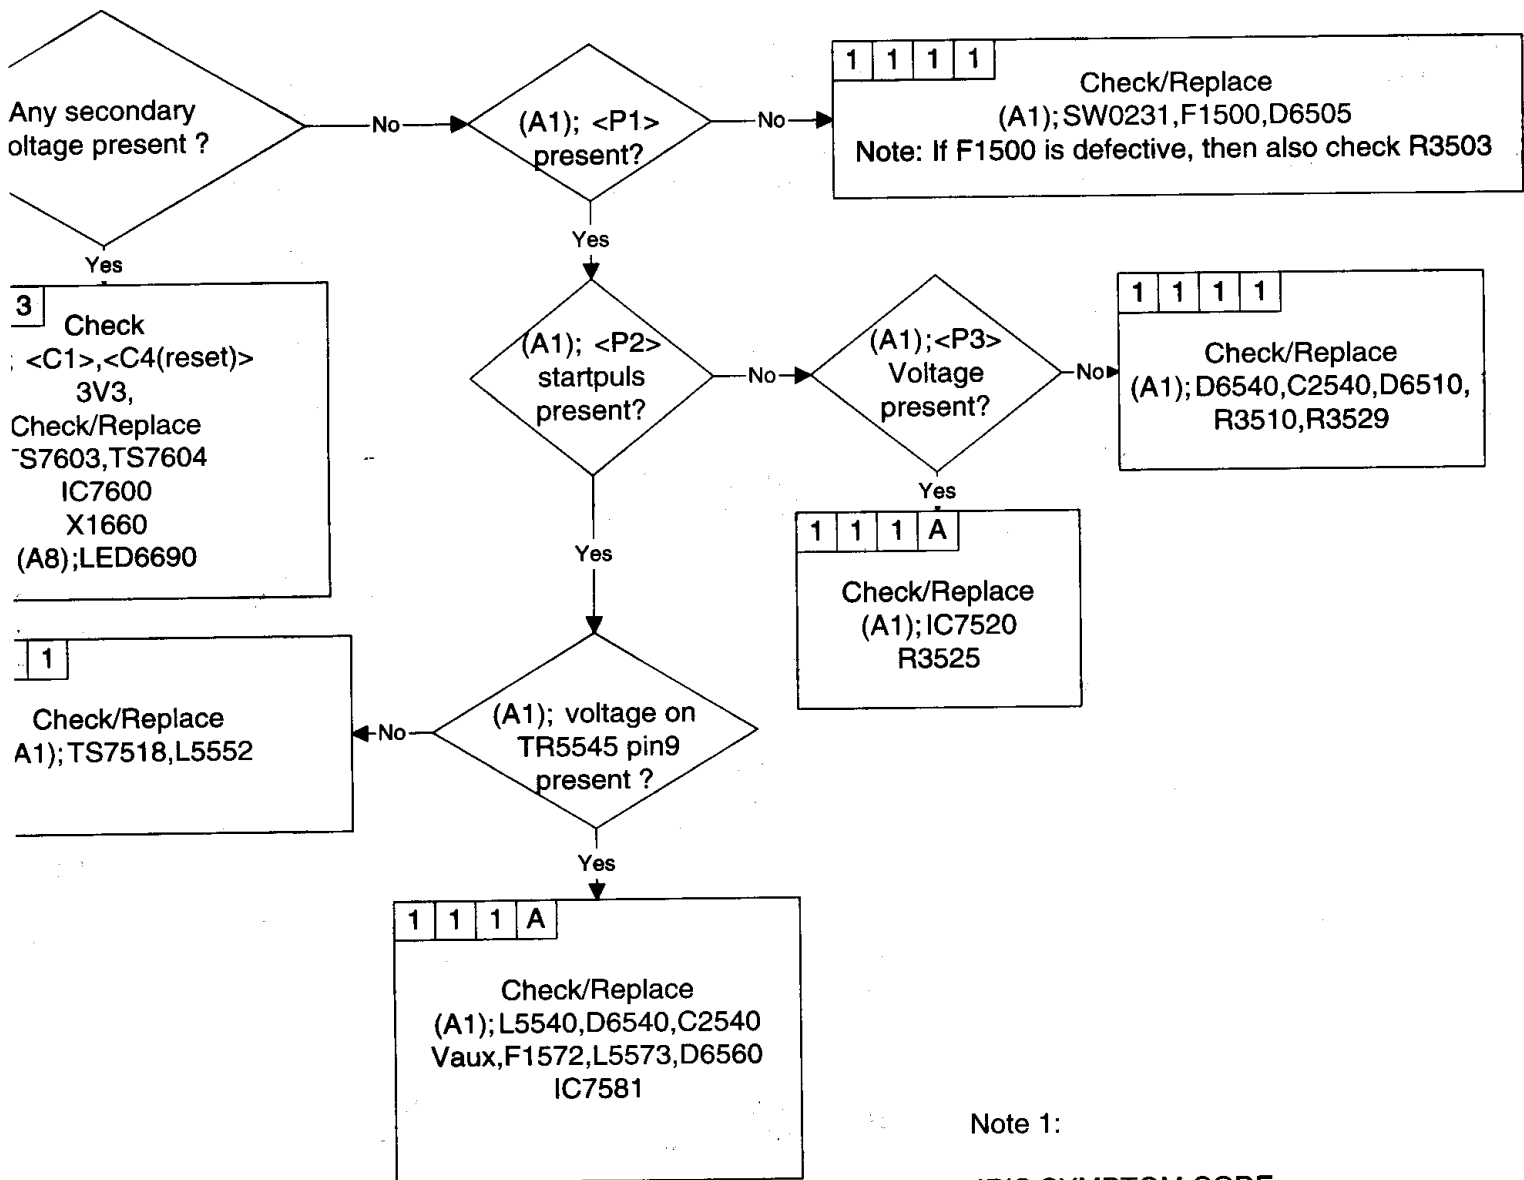 Any secondary
oltage present ?
No
(A1); <P1>
present?
No
1 1 1 1
Check/Replace
(A1);SW0231,F1500,D6505
Note: If F1500 is defective, then also check R3503
Yes
Yes
3
Check
; <C1>,<C4(reset)>
3V3,
Check/Replace
S7603,TS7604
IC7600
X1660
(A8);LED6690
(A1); <P2>
startpuls
present?
No
(A1);<P3>
Voltage
present?
No
1 1 1 1
Check/Replace
(A1);D6540,C2540,D6510,
R3510,R3529
Yes
1 1 1 A
Check/Replace
(A1);IC7520
R3525
Yes
(A1); voltage on
TR5545 pin9
present ?
No
1
Check/Replace
A1);TS7518,L5552
Yes
1 1 1 A
Check/Replace
(A1);L5540,D6540,C2540
Vaux,F1572,L5573,D6560
IC7581
Note 1: